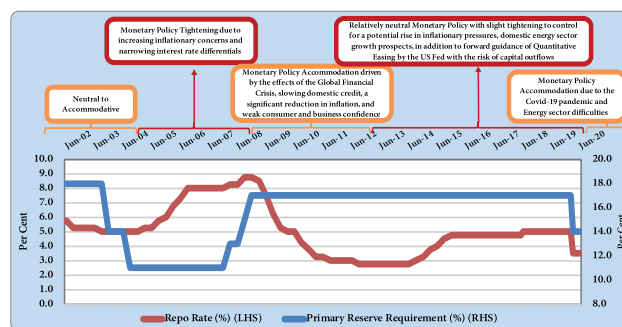 Monetary Policy Tightening due to
increasing inflationary concerns and
narrowing interest rate differentials
Relatively neutral Monetary Policy with slight tightening to control
for a potential rise in inflationary pressures, domestic energy sector
growth prospects, in addition to forward guidance of Quantitative
Easing by the US Fed with the risk of capital outflows
Neutral to
Accommodative
Monetary Policy Accommodation driven
by the effects of the Global Financial
Crisis, slowing domestic credit, a
significant reduction in inflation, and
weak consumer and business confidence
Monetary Policy
Accommodation due to the
Covid-19 pandemic and
Energy sector difficulties
Jun-02 Jun-03 Jun-04 Jun-05 Jun-06 Jun-07 Jun-08 Jun-09 Jun-10 Jun-11 Jun-12 Jun-13 Jun-14 Jun-15 Jun-16 Jun-17 Jun-18 Jun-19 Jun-20
Per Cent
10.0
9.0
8.0
7.0
6.0
5.0
4.0
3.0
2.0
1.0
0.0
20.0
18.0
16.0
14.0
12.0
10.0
8.0
Per Cent
Repo Rate (%) (LHS) Primary Reserve Requirement (%) (RHS)